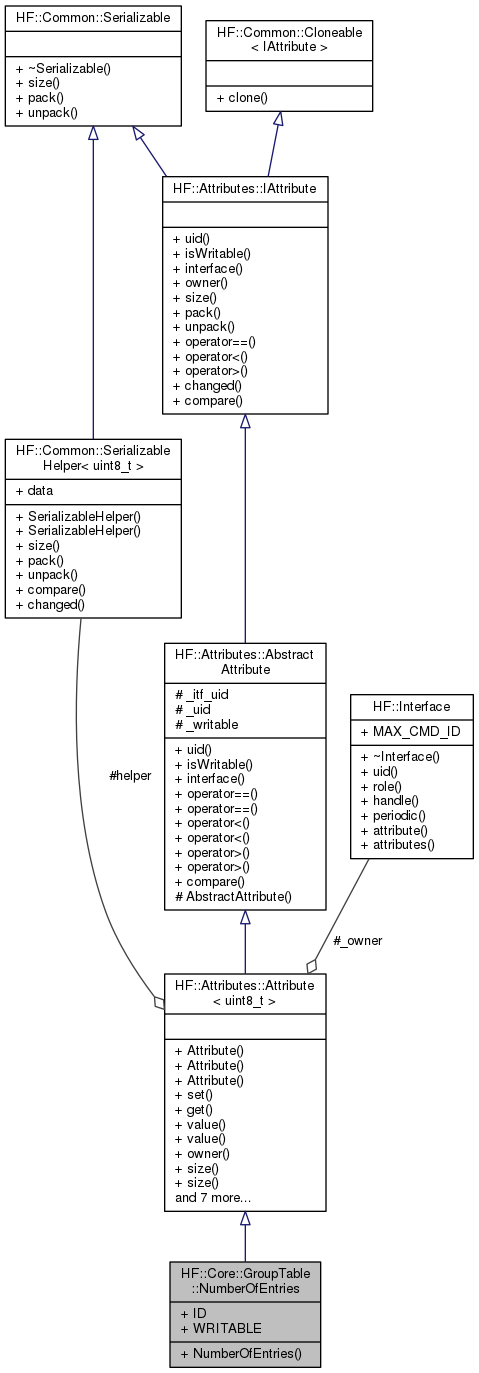 HF::Common::Serializable
+ ~Serializable()
+ size()
+ pack()
+ unpack()
HF::Common::Cloneable
< IAttribute >
+ clone()
HF::Attributes::IAttribute
+ uid()
+ isWritable()
+ interface()
+ owner()
+ size()
+ pack()
+ unpack()
+ operator==()
+ operator<()
+ operator>()
+ changed()
+ compare()
HF::Common::Serializable
Helper< uint8_t >
+ data
+ SerializableHelper()
+ SerializableHelper()
+ size()
+ pack()
+ unpack()
+ compare()
+ changed()
HF::Attributes::Abstract
Attribute
# _itf_uid
# _uid
# _writable
+ uid()
+ isWritable()
+ interface()
+ operator==()
+ operator==()
+ operator<()
+ operator<()
+ operator>()
+ operator>()
+ compare()
# AbstractAttribute()
HF::Interface
+ MAX_CMD_ID
+ ~Interface()
+ uid()
+ role()
+ handle()
+ periodic()
+ attribute()
+ attributes()
#helper
#_owner
HF::Attributes::Attribute
< uint8_t >
+ Attribute()
+ Attribute()
+ Attribute()
+ set()
+ get()
+ value()
+ value()
+ owner()
+ size()
+ size()
and 7 more...
HF::Core::GroupTable
::NumberOfEntries
+ ID
+ WRITABLE
+ NumberOfEntries()